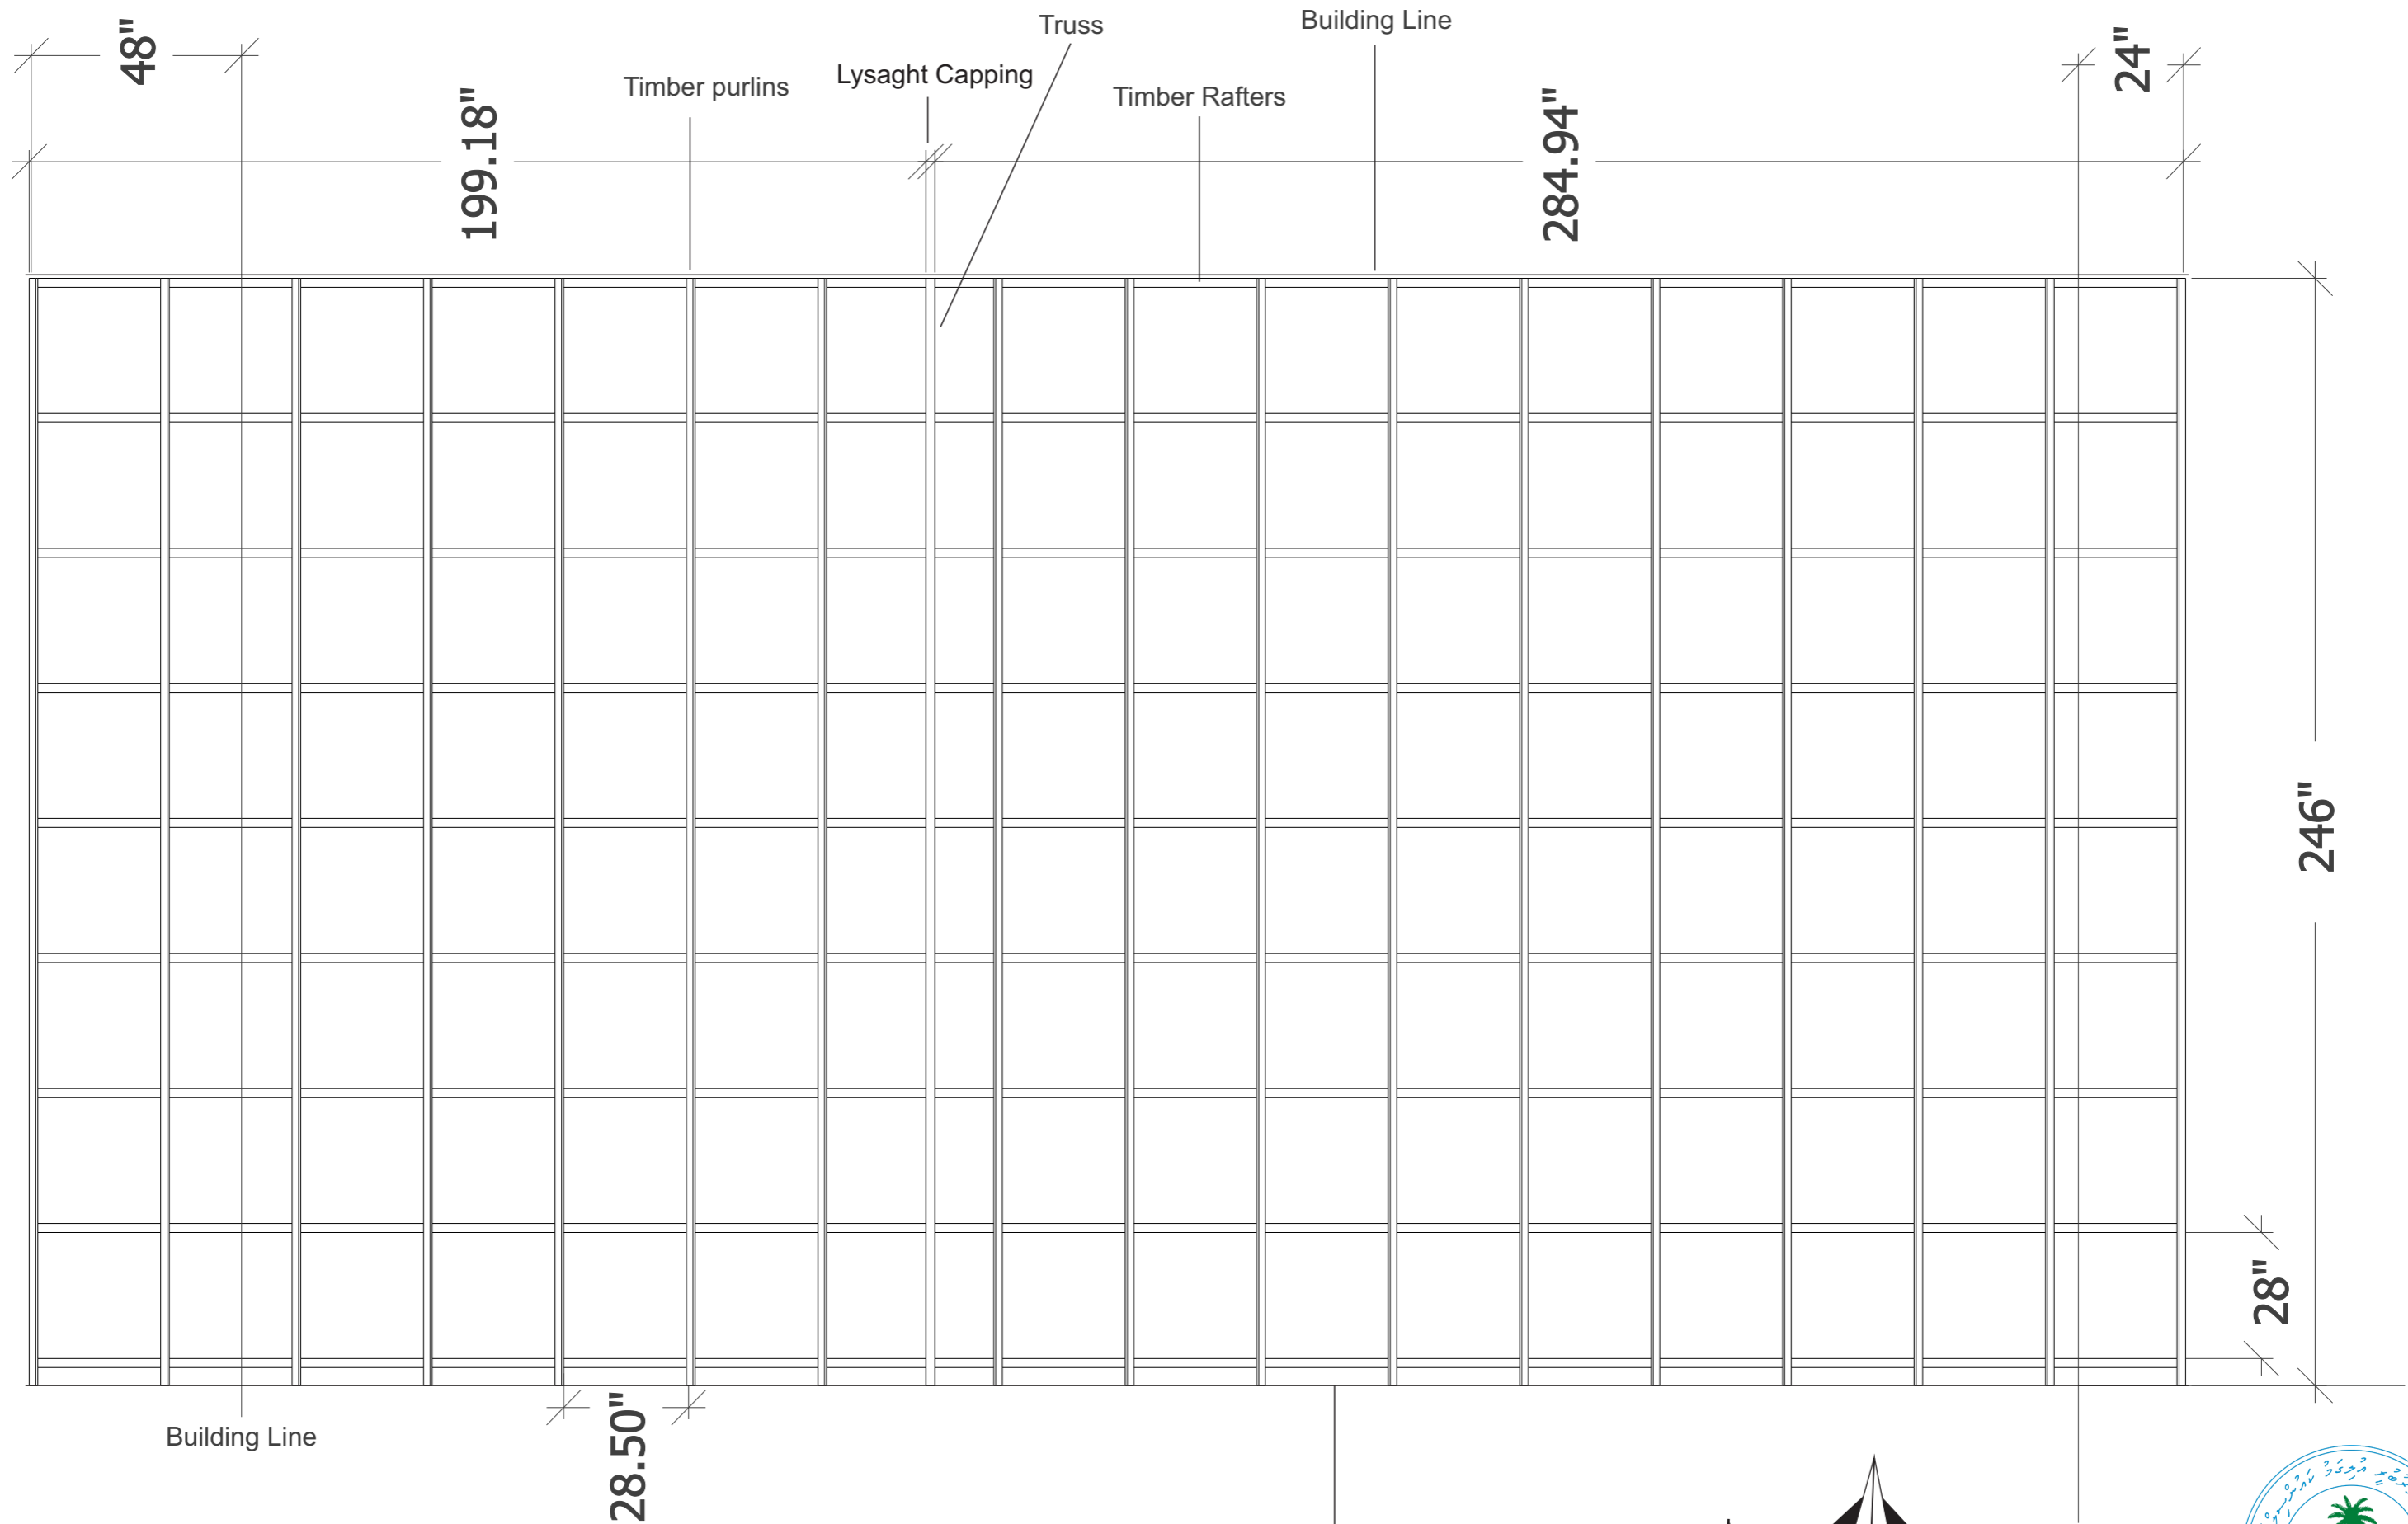 Truss
Building Line
48"
24"
Lysaght Capping
Timber purlins
Timber Rafters
199.18"
284.94"
246"
28"
28.50"
Building Line